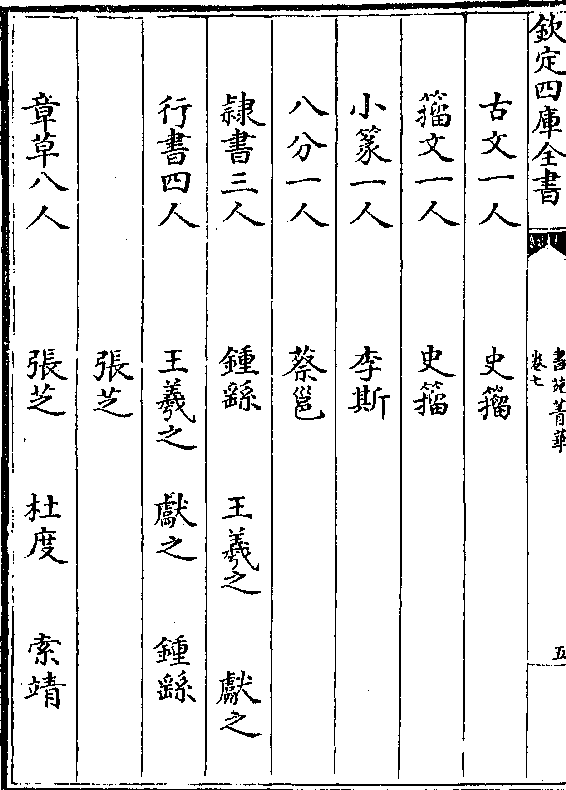 欽定四庫全書
書苑菁華
卷七
五
古文一人 史籀
籀文一人 史籀
小篆一人 李斯
八分一人 蔡邕
隷書三人 鍾繇 王羲之 獻之
行書四人 王羲之 獻之 鍾繇
張芝
章草八人 張芝 杜度 索靖